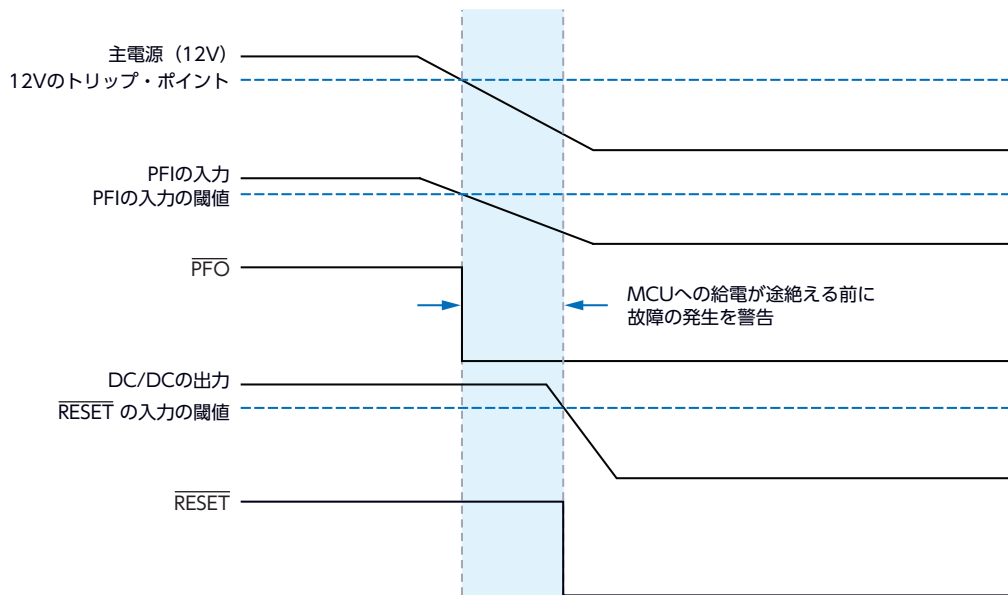 主電源（12V）
12Vのトリップ・ポイント
PFIの入力
PFIの入力の閾値
PFO
MCUへの給電が途絶える前に
故障の発生を警告
DC/DCの出力
RESET の入力の閾値
RESET